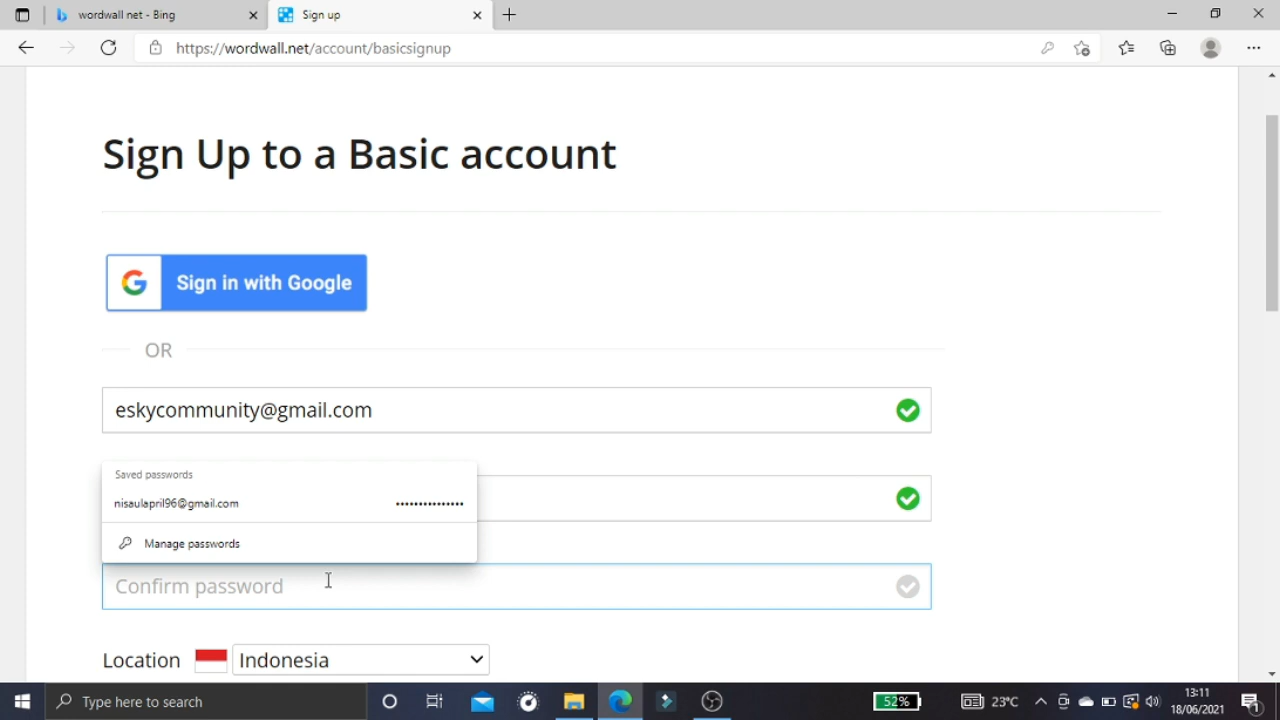 wordwall net - Bing
Sign up
https://wordwall.net/account/basicsignup
Sign Up to a Basic account
Sign in with Google
OR
eskycommunity@gmail.com
Saved passwords
nisaulapril96@gmail.com ••••••••••••••••
Manage passwords
Confirm password
Location Indonesia
Type here to search
52%
23°C
13:11
18/06/2021
1